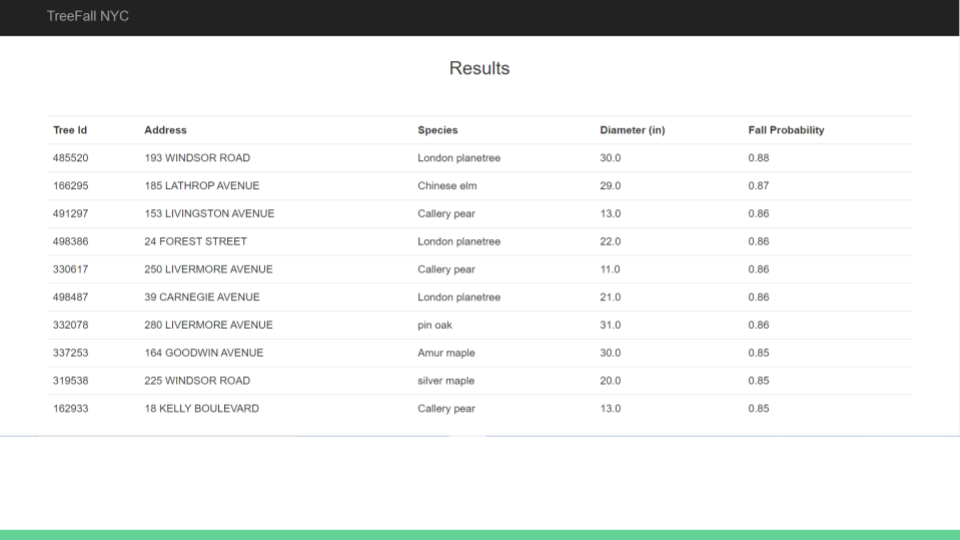 TreeFall NYC
Results
Tree Id Address Species Diameter (in) Fall Probability
485520 193 WINDSOR ROAD London planetree 30.0 0.88
166295 185 LATHROP AVENUE Chinese elm 29.0 0.87
491297 153 LIVINGSTON AVENUE Callery pear 13.0 0.86
498386 24 FOREST STREET London planetree 22.0 0.86
330617 250 LIVERMORE AVENUE Callery pear 11.0 0.86
498487 39 CARNEGIE AVENUE London planetree 21.0 0.86
332078 280 LIVERMORE AVENUE pin oak 31.0 0.86
337253 164 GOODWIN AVENUE Amur maple 30.0 0.85
319538 225 WINDSOR ROAD silver maple 20.0 0.85
162933 18 KELLY BOULEVARD Callery pear 13.0 0.85